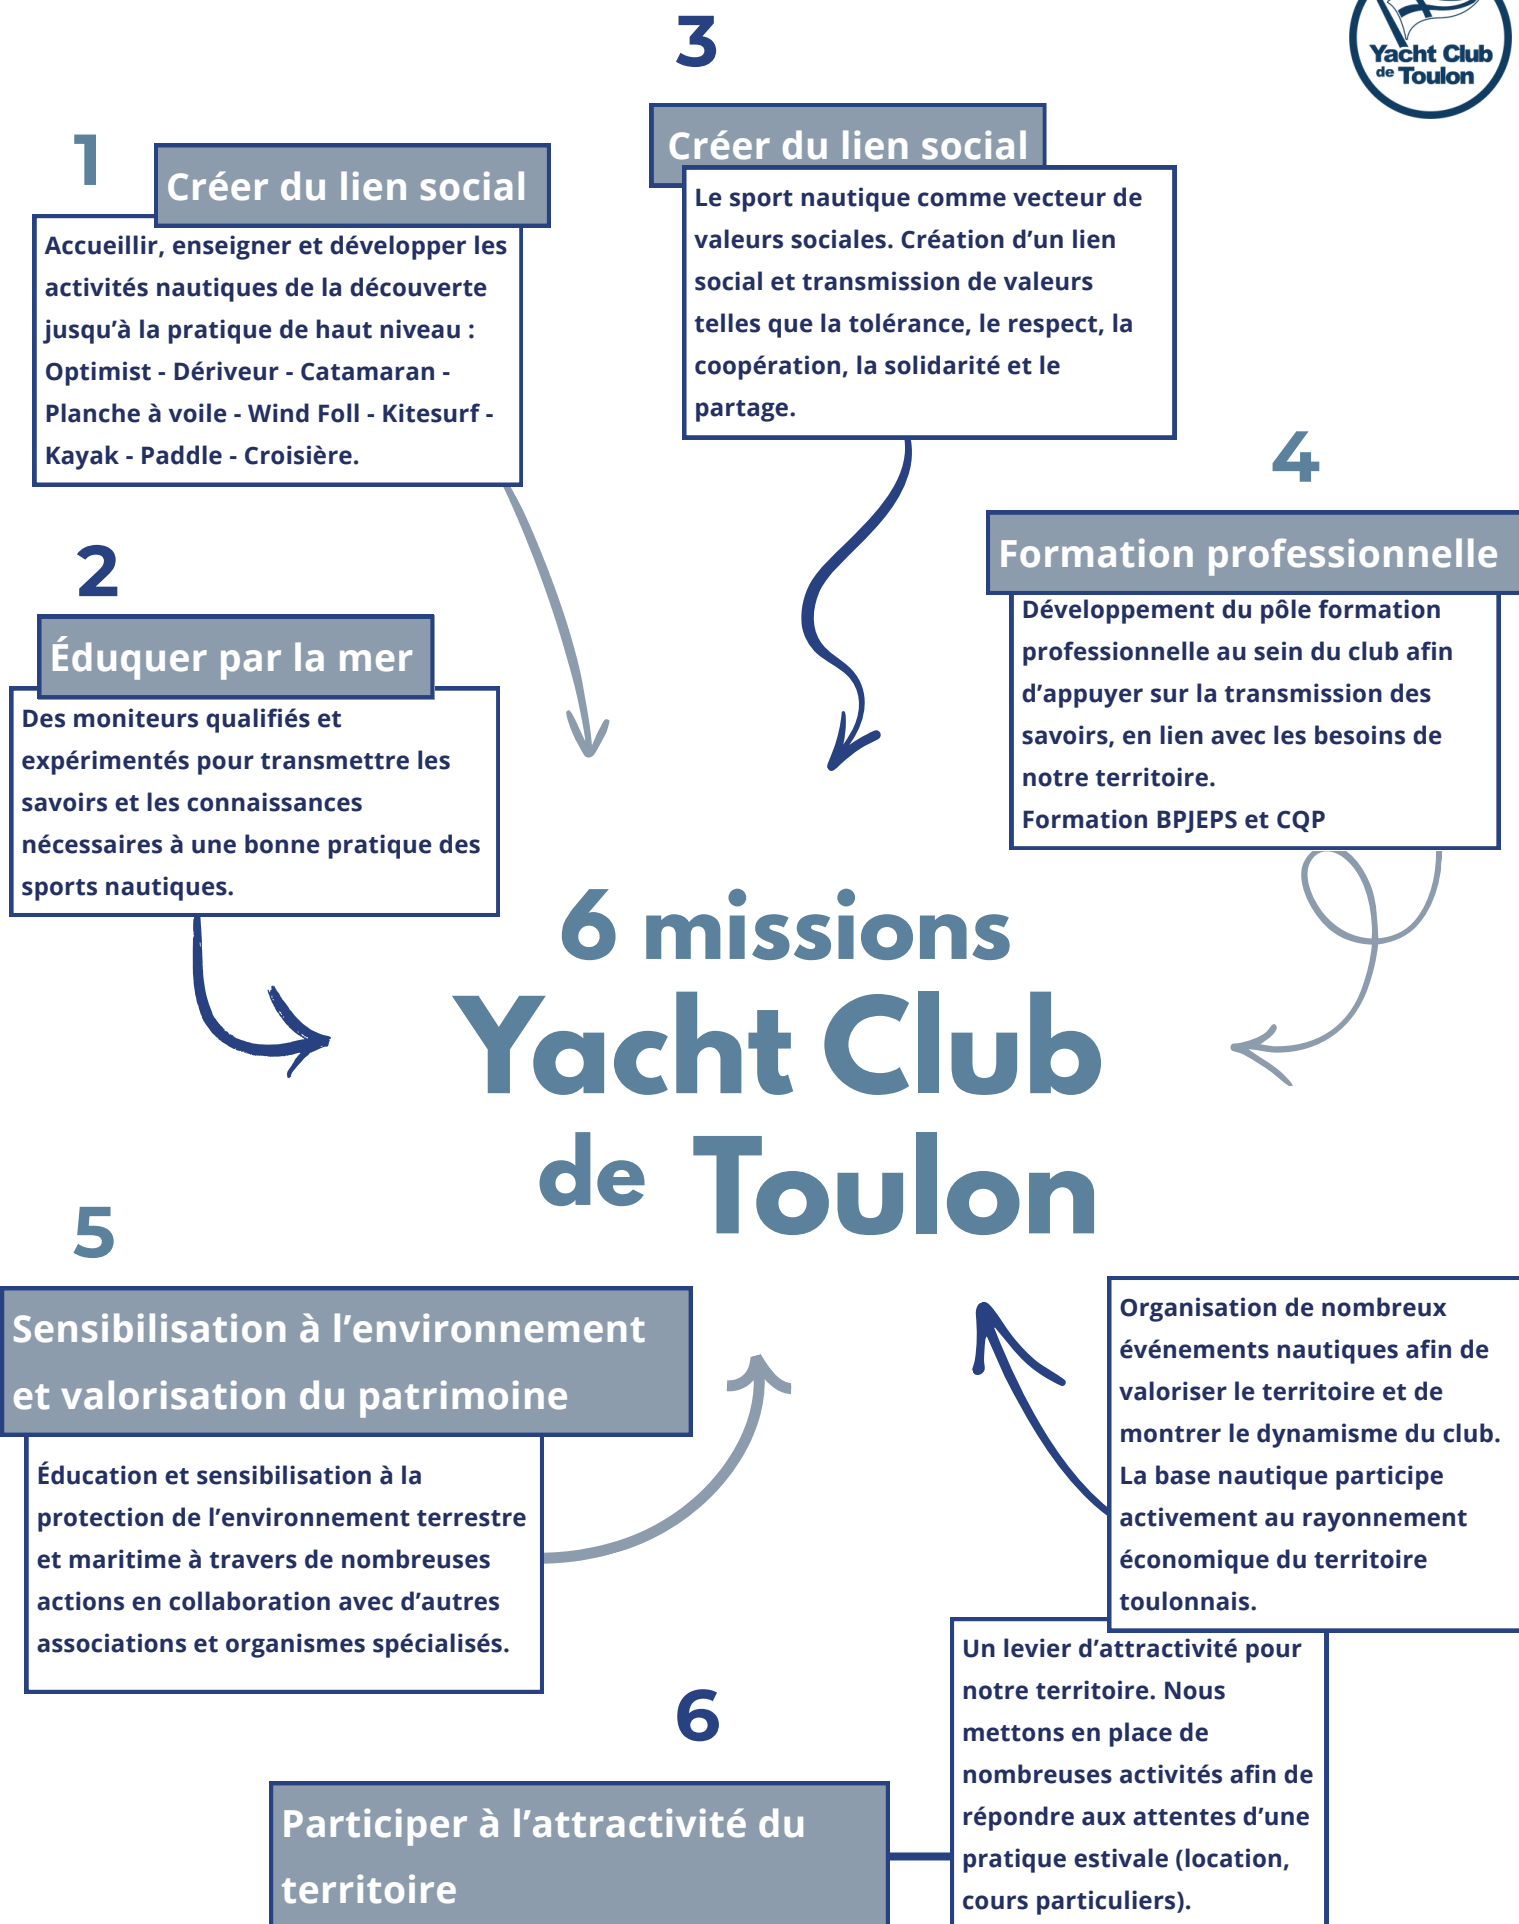 Yacht Club
de Toulon
1
Créer du lien social
Accueillir, enseigner et développer les
activités nautiques de la découverte
jusqu’à la pratique de haut niveau :
Optimist - Dériveur - Catamaran -
Planche à voile - Wind Foll - Kitesurf -
Kayak - Paddle - Croisière.
2
Éduquer par la mer
Des moniteurs qualifiés et
expérimentés pour transmettre les
savoirs et les connaissances
nécessaires à une bonne pratique des
sports nautiques.
3
Créer du lien social
Le sport nautique comme vecteur de
valeurs sociales. Création d’un lien
social et transmission de valeurs
telles que la tolérance, le respect, la
coopération, la solidarité et le
partage.
4
Formation professionnelle
Développement du pôle formation
professionnelle au sein du club afin
d’appuyer sur la transmission des
savoirs, en lien avec les besoins de
notre territoire.
Formation BPJEPS et CQP
6 missions
Yacht Club
de Toulon
5
Sensibilisation à l’environnement
et valorisation du patrimoine
Éducation et sensibilisation à la
protection de l’environnement terrestre
et maritime à travers de nombreuses
actions en collaboration avec d’autres
associations et organismes spécialisés.
6
Participer à l’attractivité du
territoire
Un levier d’attractivité pour
notre territoire. Nous
mettons en place de
nombreuses activités afin de
répondre aux attentes d’une
pratique estivale (location,
cours particuliers).
Organisation de nombreux
événements nautiques afin de
valoriser le territoire et de
montrer le dynamisme du club.
La base nautique participe
activement au rayonnement
économique du territoire
toulonnais.